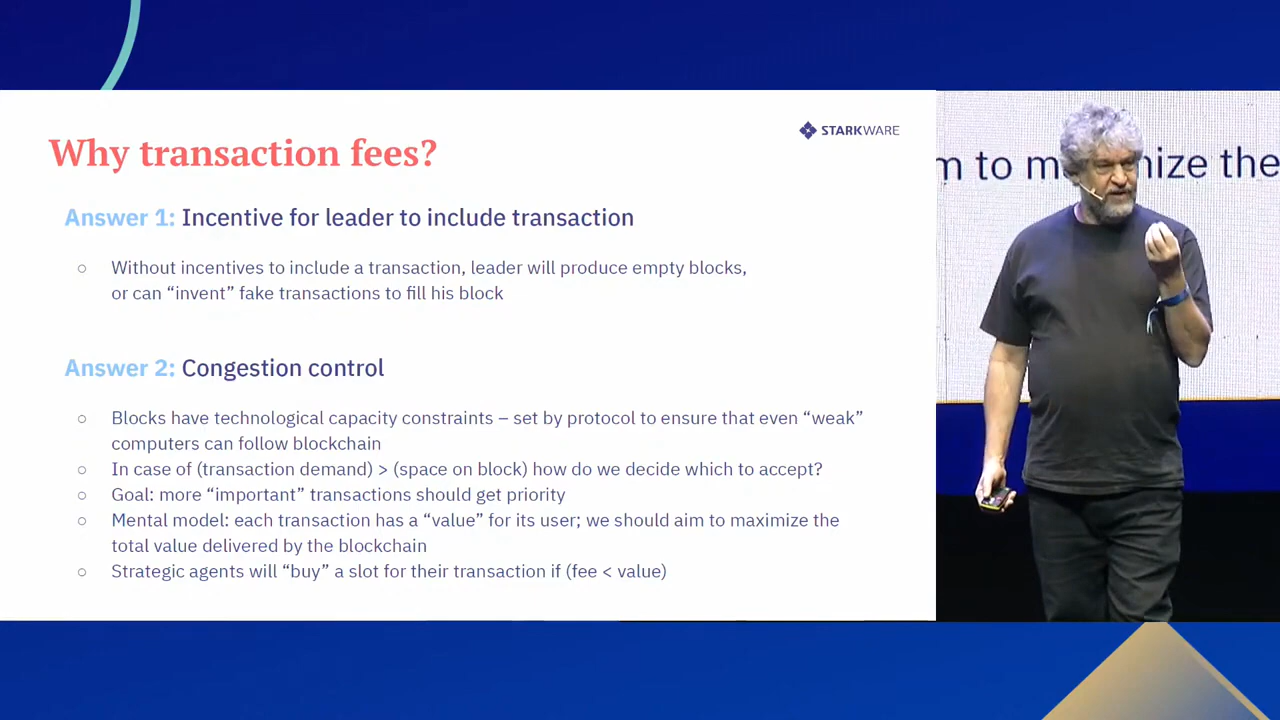 Why transaction fees?
STARKWARE
Answer 1: Incentive for leader to include transaction
○ Without incentives to include a transaction, leader will produce empty blocks,
or can “invent” fake transactions to fill his block
Answer 2: Congestion control
○ Blocks have technological capacity constraints – set by protocol to ensure that even “weak”
computers can follow blockchain
○ In case of (transaction demand) > (space on block) how do we decide which to accept?
○ Goal: more “important” transactions should get priority
○ Mental model: each transaction has a “value” for its user; we should aim to maximize the
total value delivered by the blockchain
○ Strategic agents will “buy” a slot for their transaction if (fee < value)
m to m nize the